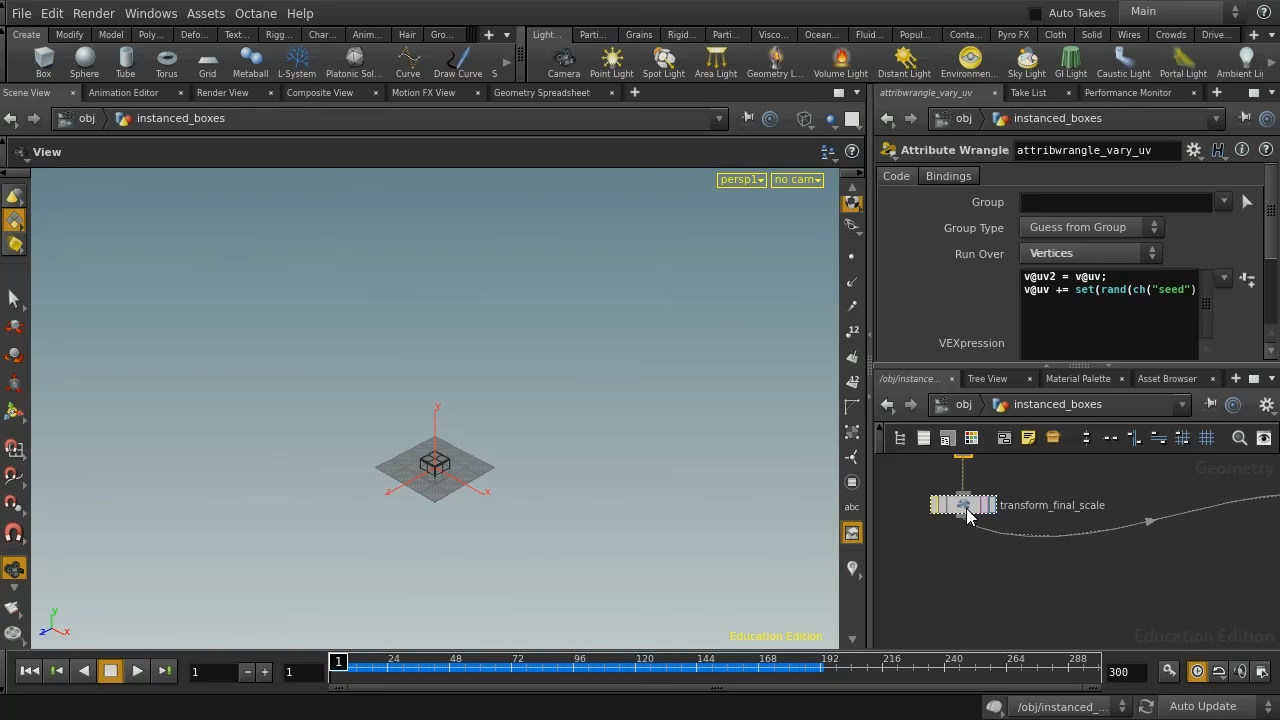 File Edit Render Windows Assets Octane Help Auto Takes Main
Create Modify Model Poly... Defo... Text... Rigg... Char... Anim... Hair Gro... Light... Parti... Grains Rigid... Parti... Visco... Ocean... Fluid... Popul... Conta... Pyro FX Cloth Solid Wires Crowds Drive...
Box Sphere Tube Torus Grid Metaball L-System Platonic Sol... Curve Draw Curve S Camera Point Light Spot Light Area Light Geometry L... Volume Light Distant Light Environmen... Sky Light GI Light Caustic Light Portal Light Ambient Li
Scene View Animation Editor Render View Composite View Motion FX View Geometry Spreadsheet attribwrangle_vary_uv Take List Performance Monitor
obj instanced_boxes obj instanced_boxes
View Attribute Wrangle attribwrangle_vary_uv
persp1 no cam
Code Bindings
Group
Group Type Guess from Group
Run Over Vertices
v@uv2 = v@uv;
v@uv += set(rand(ch("seed")
VEXpression
12
12
abc
/obj/instance... Tree View Material Palette Asset Browser
obj instanced_boxes
Geometry
transform_final_scale
y
z x
y
z x
Education Edition
Education Edition
1 1 1 24 48 72 96 120 144 168 192 216 240 264 288 300
/obj/instanced_... Auto Update